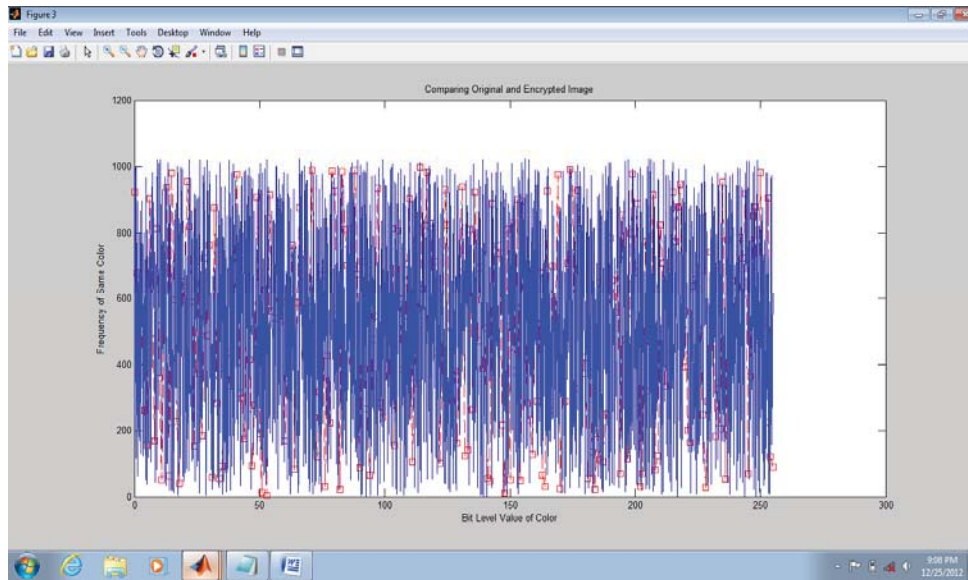 Figure 3
File Edit View Insert Tools Desktop Window Help
Comparing Original and Encrypted Image
1200
1000
800
600
400
200
0
Frequency of Same Color
0 50 100 150 200 250 300
Bit Level Value of Color
9:08 PM
12/25/2012